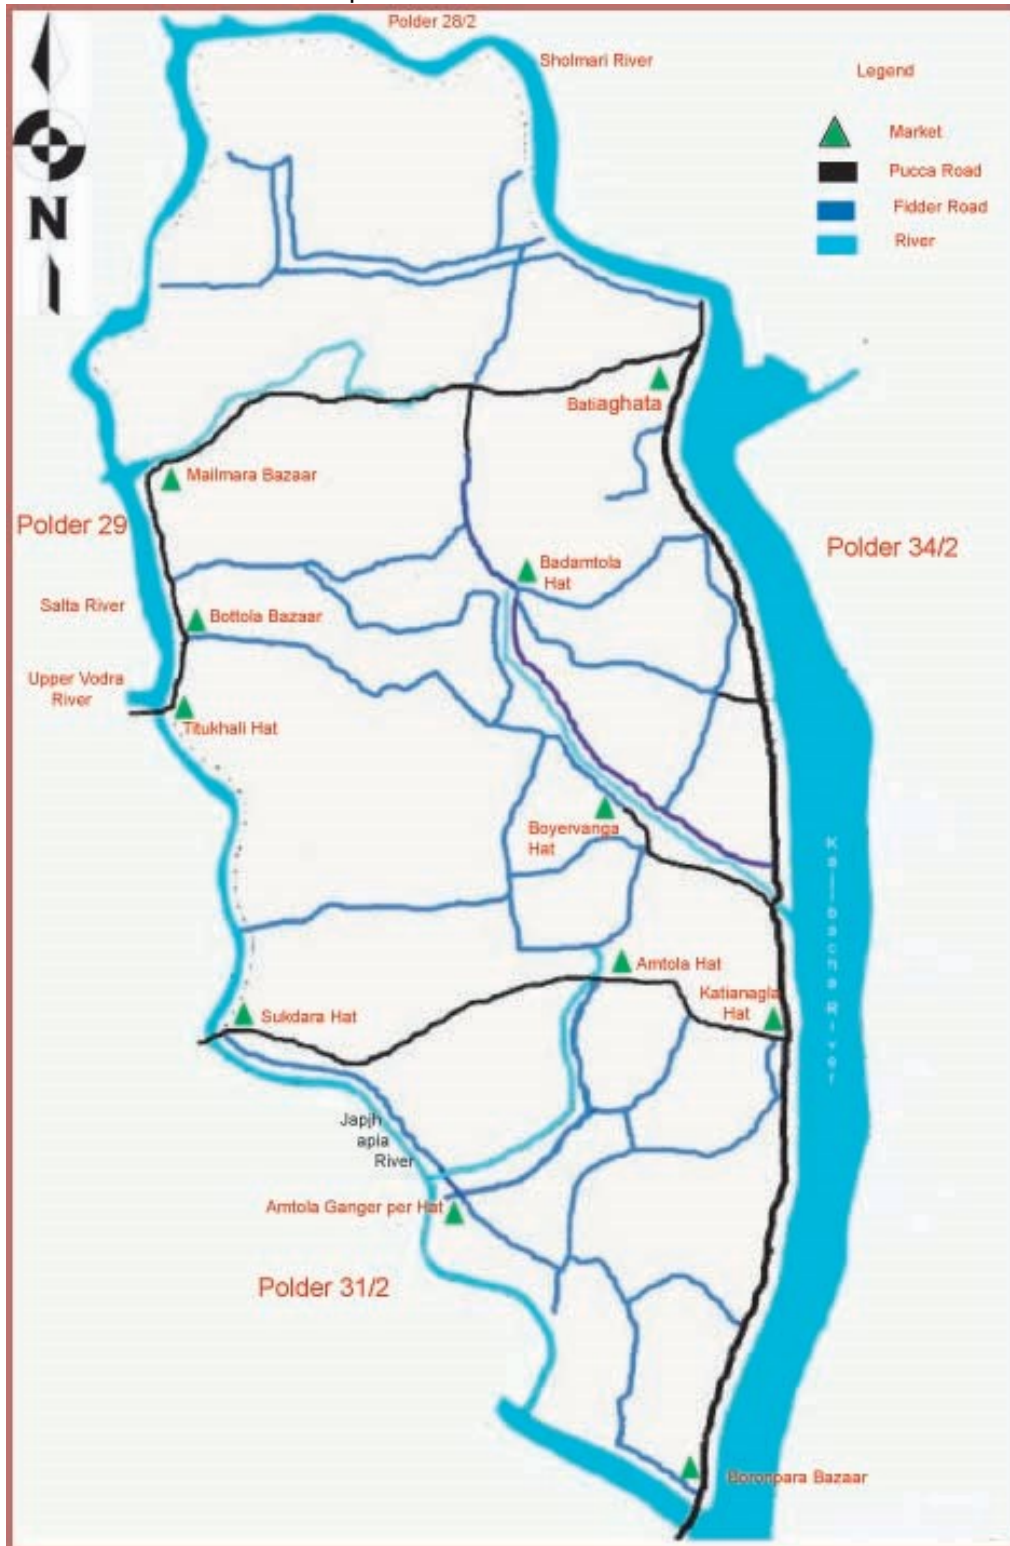 Polder 28/2
Sholmari River
Legend
Market
Pucca Road
Fidder Road
River
N
Batiaghata
Mailmara Bazaar
Polder 29
Polder 34/2
Badamtola
Hat
Salta River
Bottola Bazaar
Upper Vodra
River
Titukhali Hat
Boyervanga
Hat
Amtola Hat
Katianagla
Hat
Sukdara Hat
River
Japjh
apia
River
Amtola Ganger per Hat
Polder 31/2
Bazaar